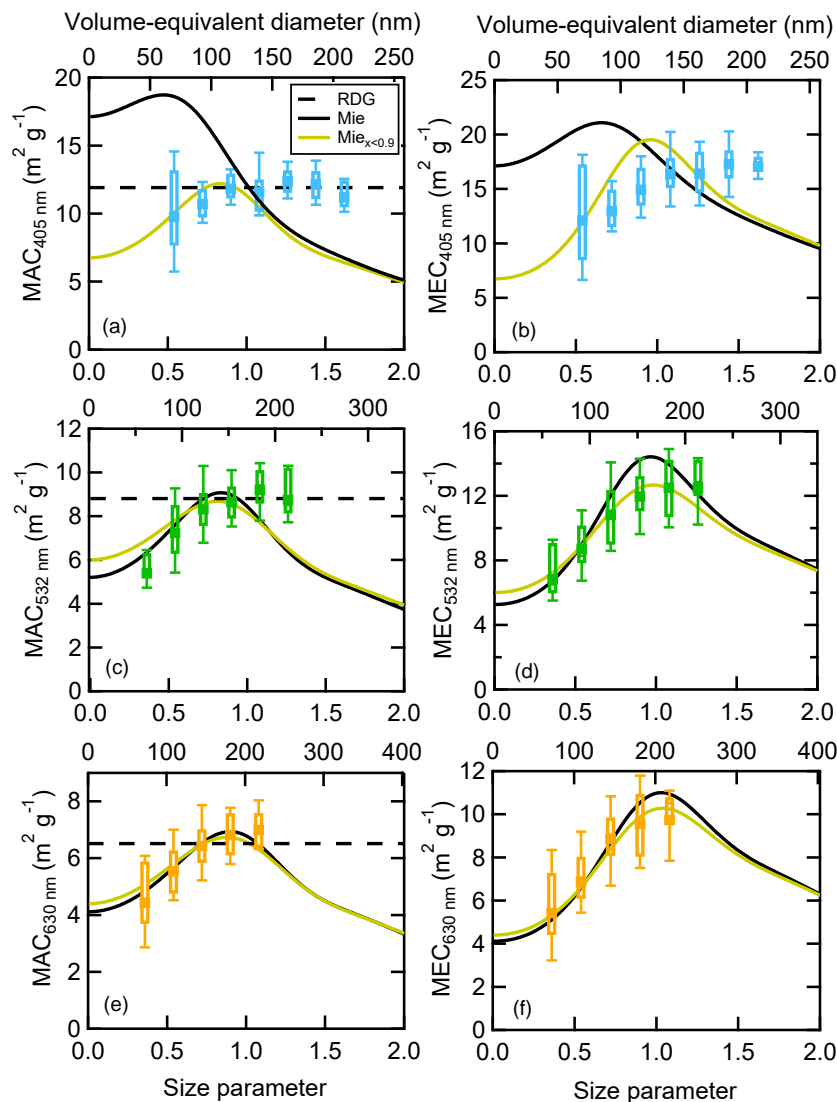 Volume-equivalent diameter (nm)
0 50 100 150 200 250
20
15
10
5
0
MAC405 nm (m2 g-1)
RDG
Mie
Miex<0.9
(a)
0.0 0.5 1.0 1.5 2.0
Volume-equivalent diameter (nm)
0 50 100 150 200 250
25
20
15
10
5
0
MEC405 nm (m2 g-1)
(b)
0.0 0.5 1.0 1.5 2.0
0 100 200 300
12
10
8
6
4
2
0
MAC532 nm (m2 g-1)
(c)
0.0 0.5 1.0 1.5 2.0
0 100 200 300
16
12
8
4
0
MEC532 nm (m2 g-1)
(d)
0.0 0.5 1.0 1.5 2.0
0 100 200 300 400
8
6
4
2
0
MAC630 nm (m2 g-1)
(e)
0.0 0.5 1.0 1.5 2.0
Size parameter
0 100 200 300 400
12
10
8
6
4
2
0
MEC630 nm (m2 g-1)
(f)
0.0 0.5 1.0 1.5 2.0
Size parameter